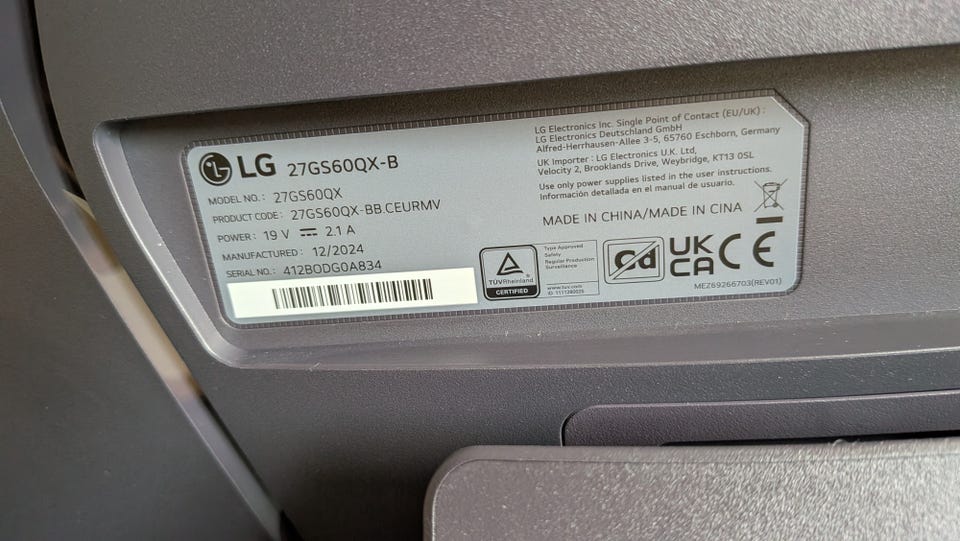 LG 27GS60QX-B
MODEL NO.: 27GS60QX
PRODUCT CODE: 27GS60QX-BB.CEURMV
POWER: 19 V 2.1 A
MANUFACTURED: 12/2024
SERIAL NO.: 412BODG0A834
LG Electronics Inc. Single Point of Contact (EU/UK):
LG Electronics Deutschland GmbH
Alfred-Herrhausen-Allee 3-5, 65760 Eschborn, Germany
UK Importer: LG Electronics U.K. Ltd,
Velocity 2, Brooklands Drive, Weybridge, KT13 0SL
Use only power supplies listed in the user instructions.
Información detallada en el manual de usuario.
MADE IN CHINA/MADE IN CINA
TÜVRheinland
CERTIFIED
Type Approved
Safety
Regular Production
Surveillance
www.tuv.com
ID 1111280025
UK
CA CE
MEZ69266703(REV01)